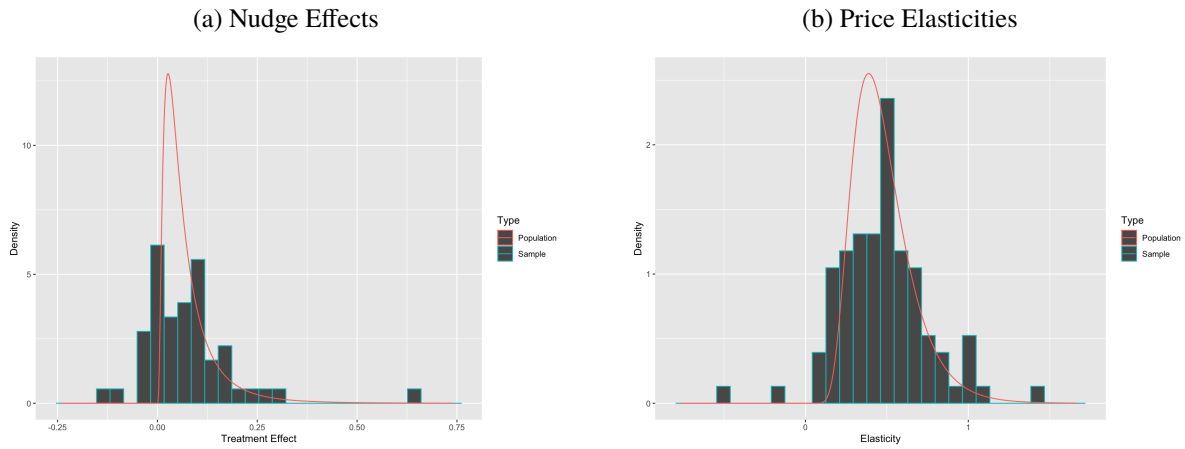 (a) Nudge Effects
10
5
0
Density
-0.25
0.00
0.25
0.50
0.75
Treatment Effect
Type
Population
Sample
(b) Price Elasticities
2
1
0
Density
0
1
Elasticity
Type
Population
Sample